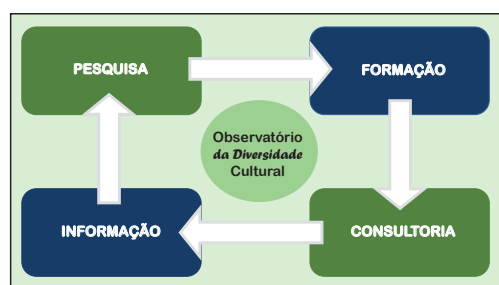 PESQUISA
FORMAÇÃO
Observatório
da Diversidade
Cultural
INFORMAÇÃO
CONSULTORIA